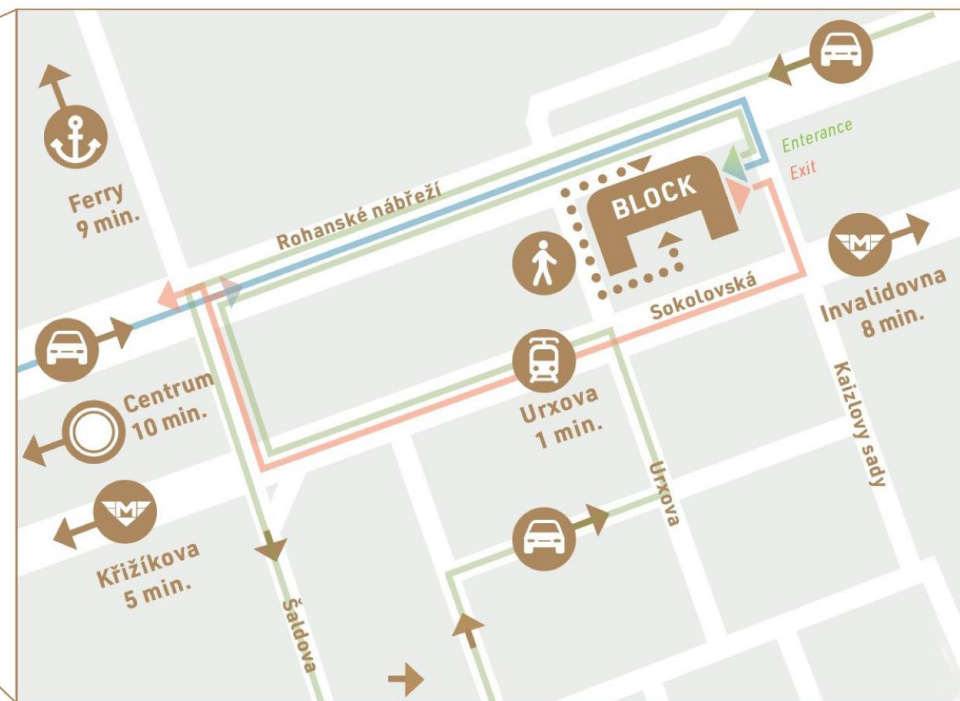 Enterance
Exit
Ferry
9 min.
Rohanské nábřeží
BLOCK
Sokolovská
Invalidovna
8 min.
Centrum
10 min.
Urxova
1 min.
Kaizlovy sady
Urxova
Křižíkova
5 min.
Šaldova
M
M